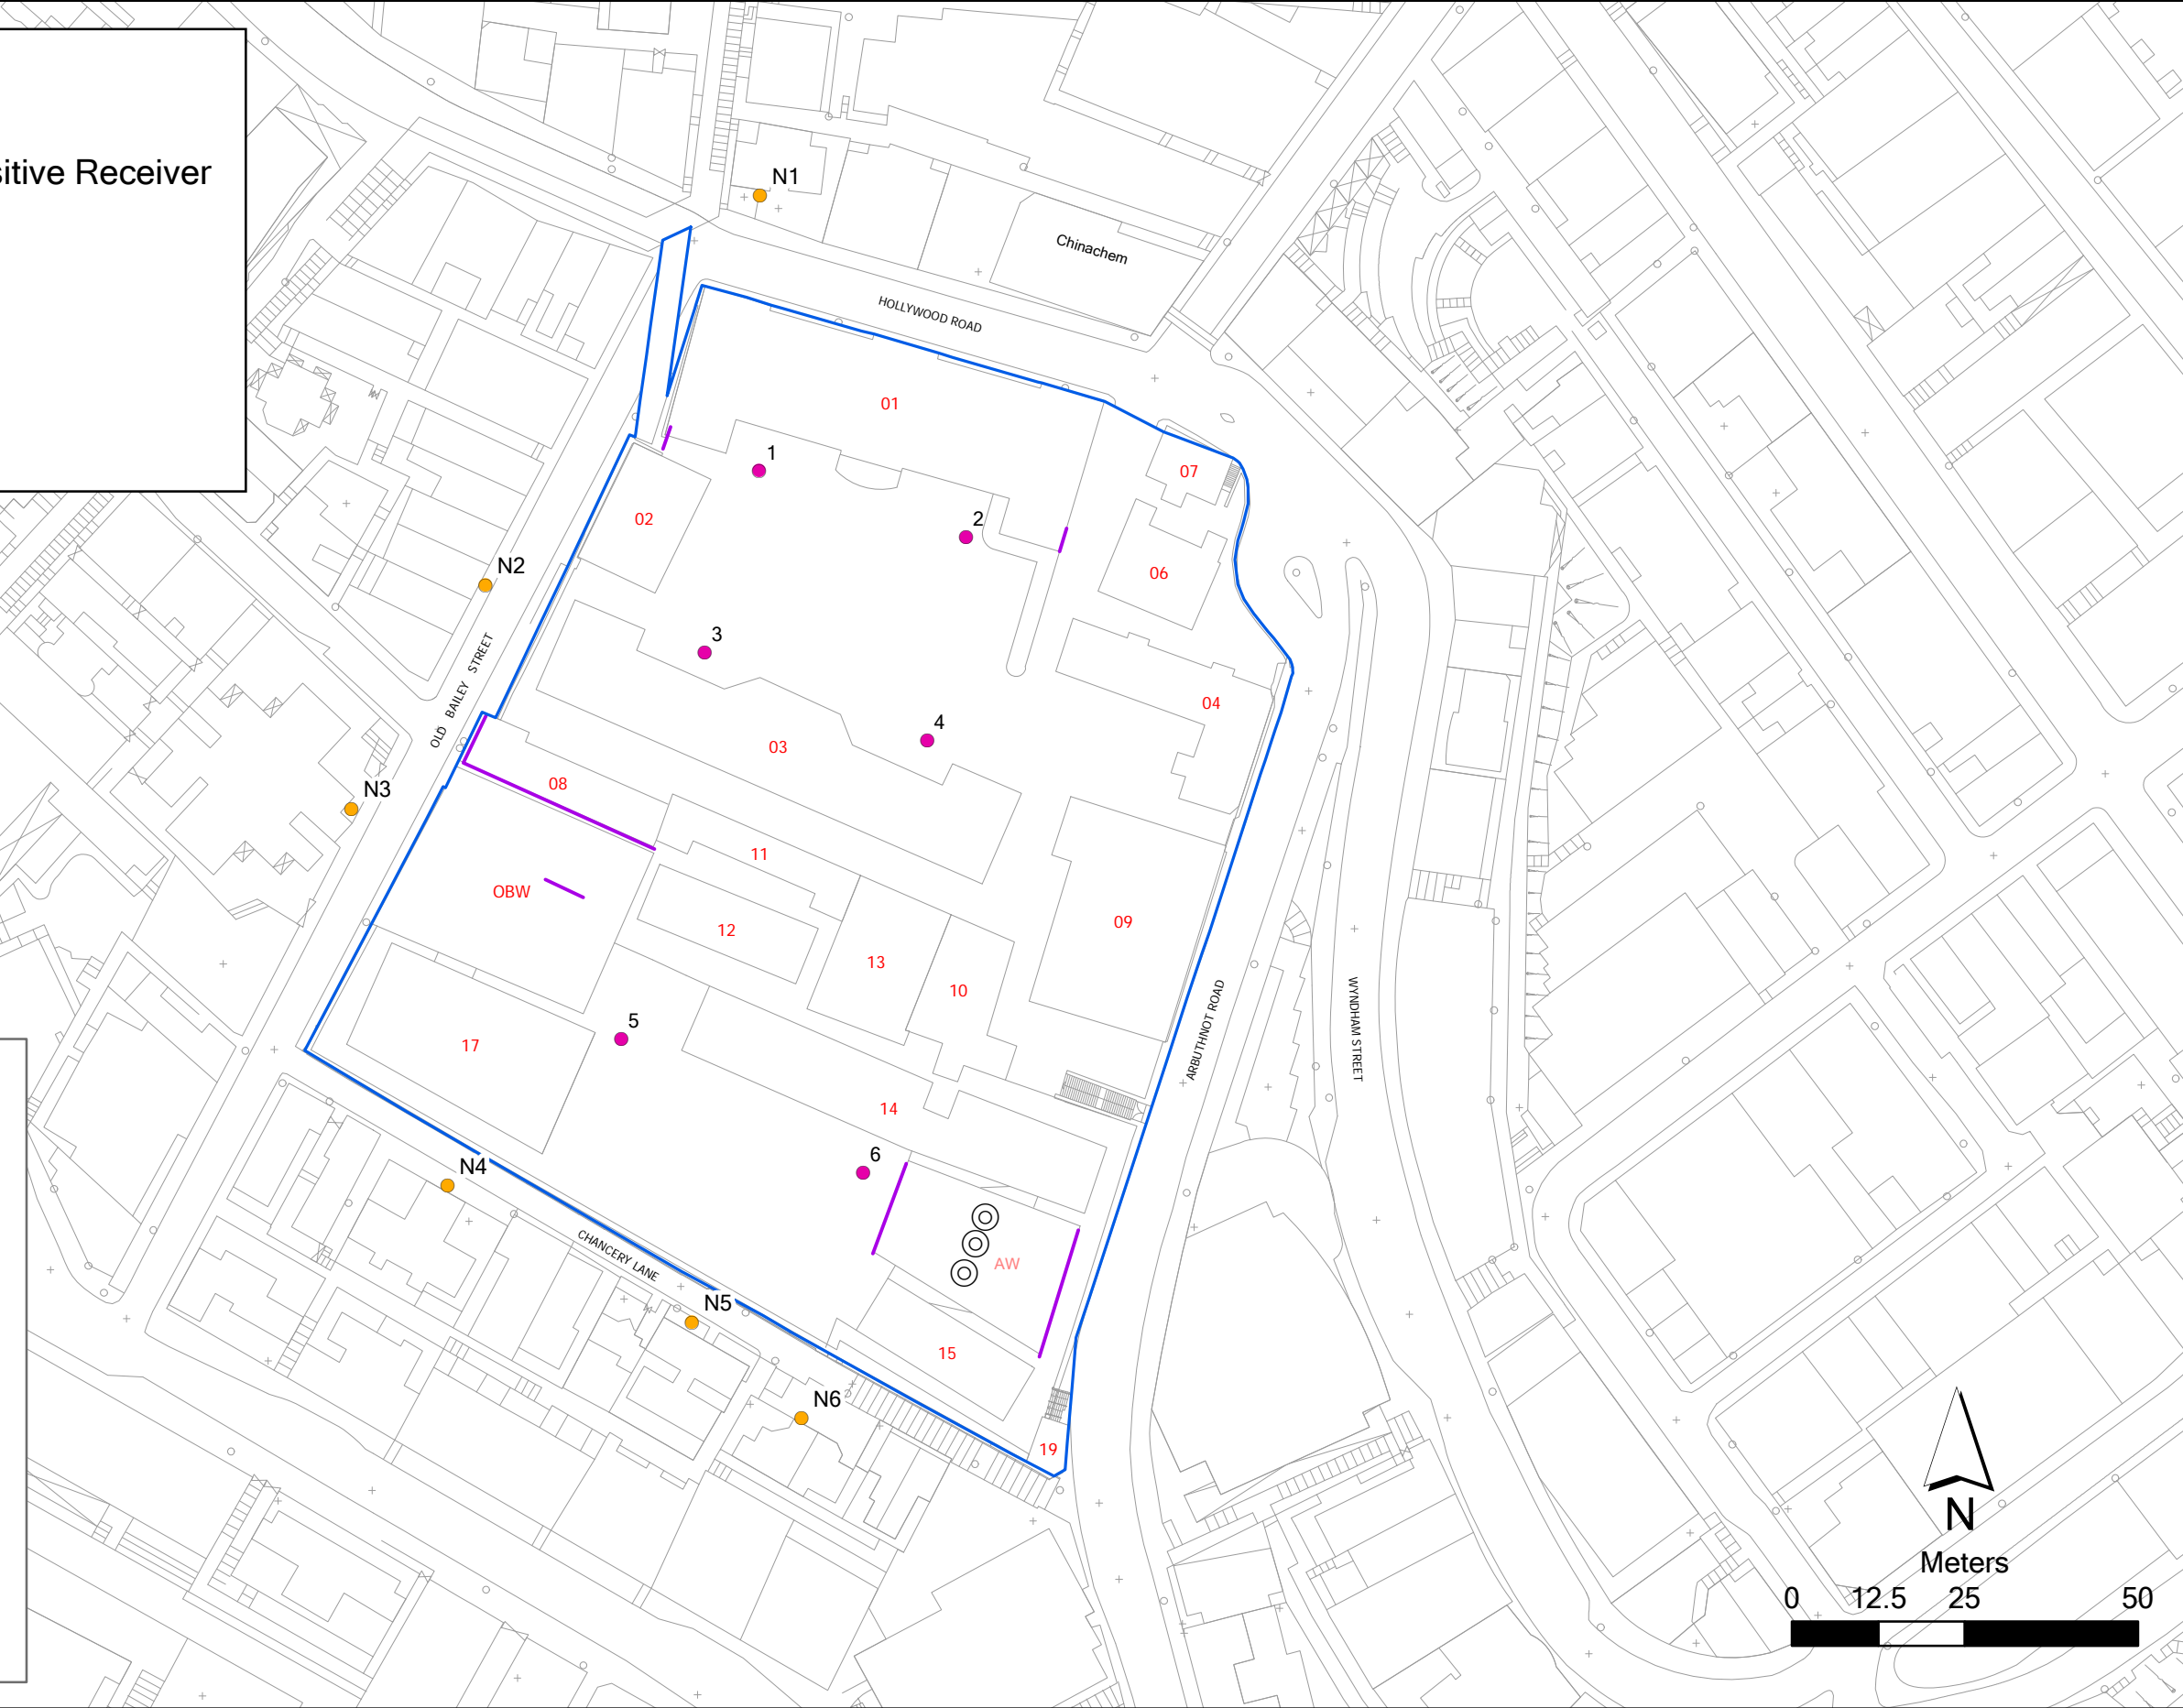 sitive Receiver
N1
Chinachem
HOLLYWOOD ROAD
01
1
07
02
2
N2
06
3
OLD BAILEY STREET
04
4
03
N3
08
11
OBW
12
09
13
10
WYNDHAM STREET
ARBUTHNOT ROAD
5
17
14
6
N4
CHANCERY LANE
AW
N5
15
N6
19
N
Meters
0 12.5 25 50